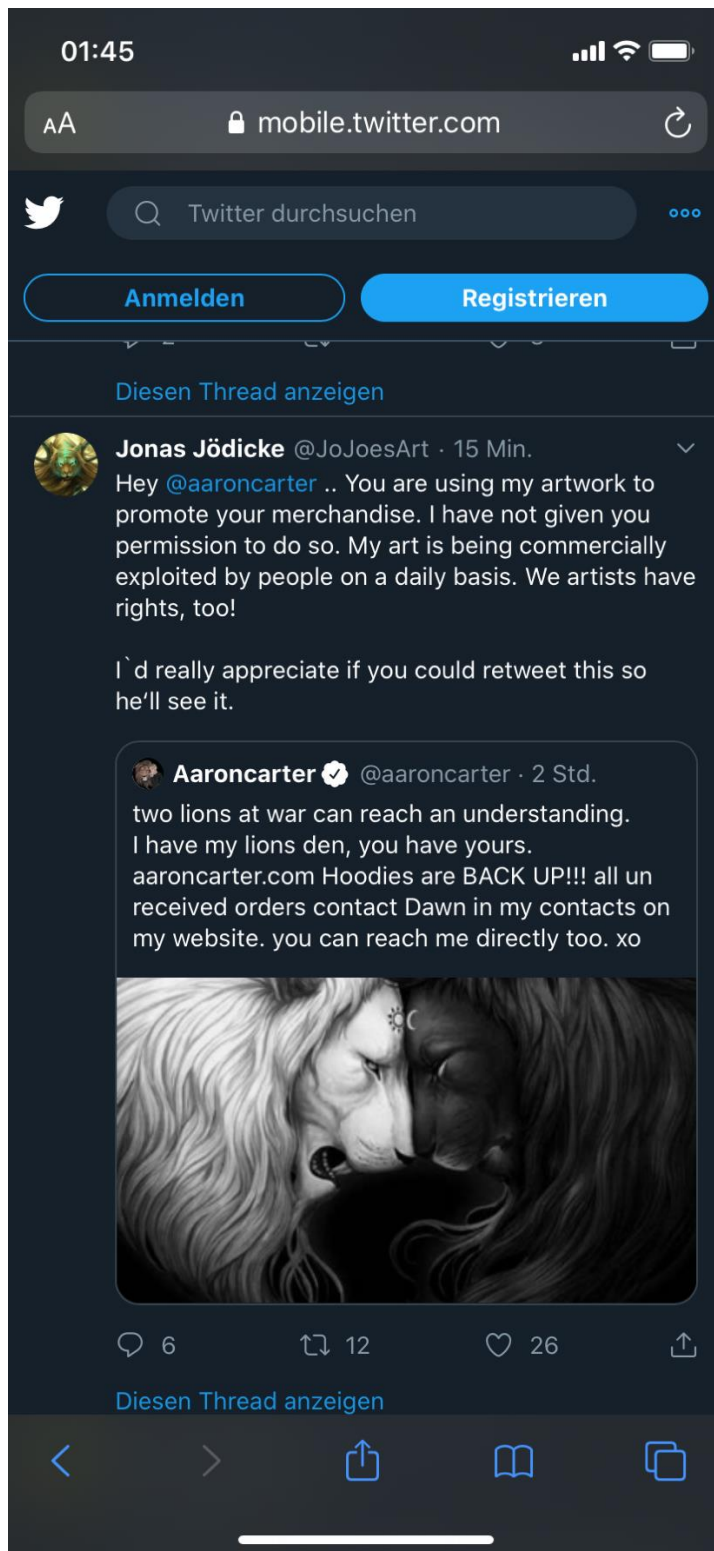 01:45
AA mobile.twitter.com
Twitter durchsuchen
Anmelden
Registrieren
Diesen Thread anzeigen
Jonas Jödicke @JoJoesArt · 15 Min.
Hey @aaroncarter .. You are using my artwork to
promote your merchandise. I have not given you
permission to do so. My art is being commercially
exploited by people on a daily basis. We artists have
rights, too!
I`d really appreciate if you could retweet this so
he‘ll see it.
Aaroncarter @aaroncarter · 2 Std.
two lions at war can reach an understanding.
I have my lions den, you have yours.
aaroncarter.com Hoodies are BACK UP!!! all un
received orders contact Dawn in my contacts on
my website. you can reach me directly too. xo
6 12 26
Diesen Thread anzeigen